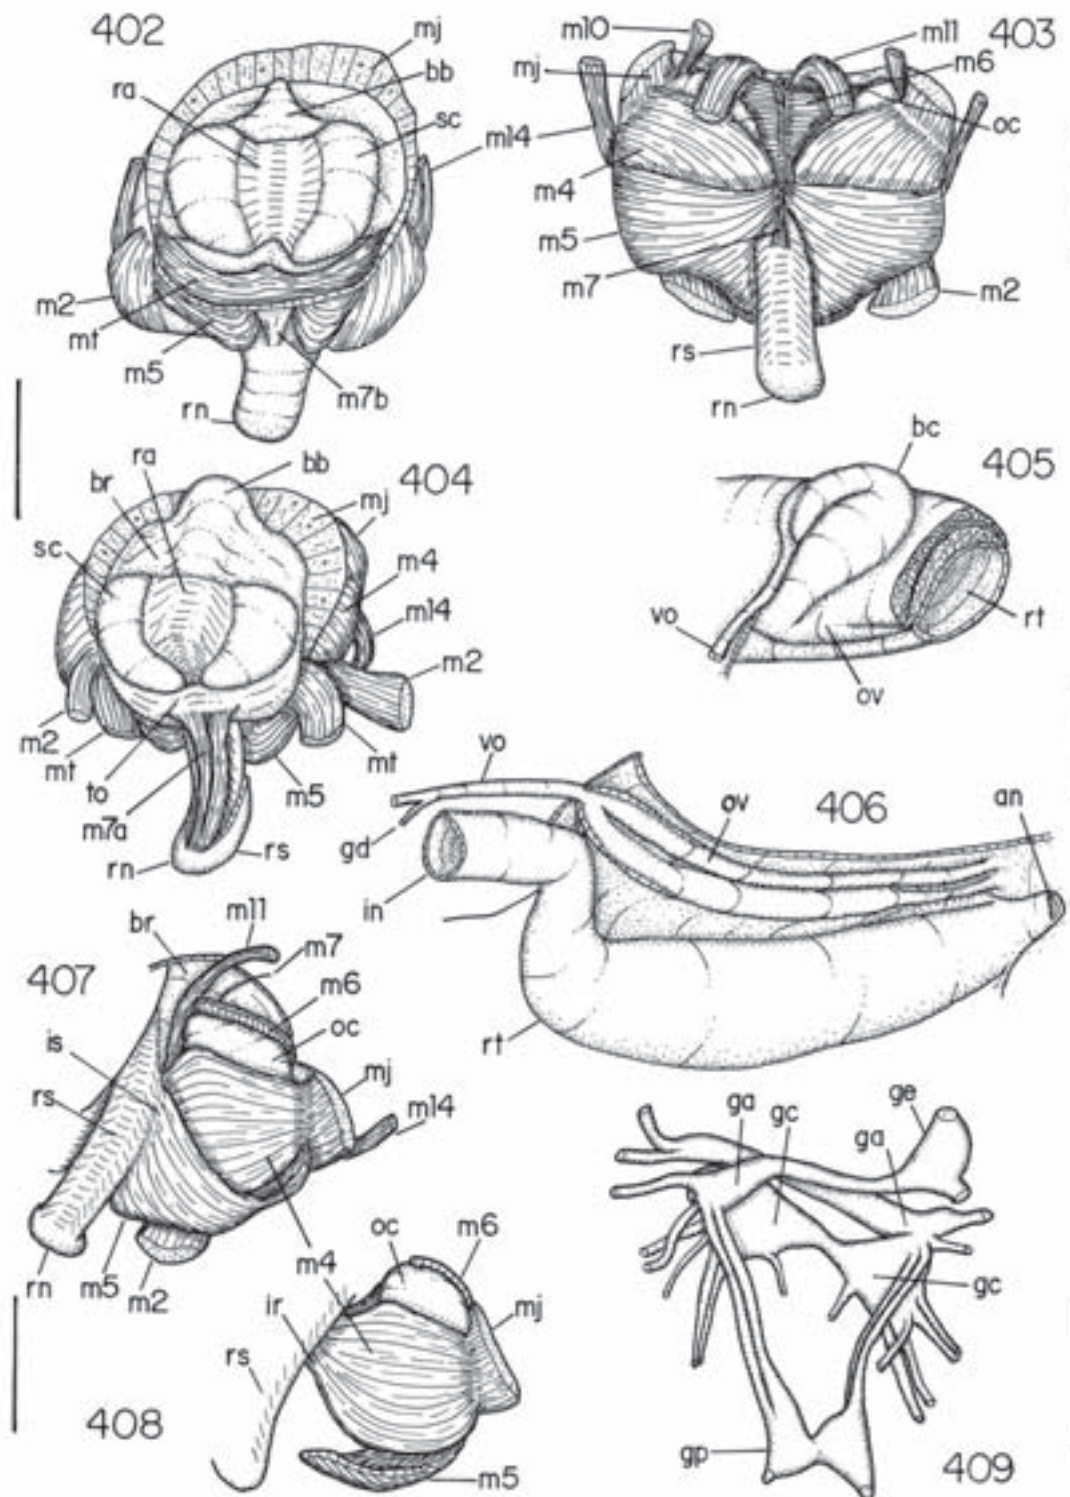 402
mj
bb
ra
sc
m14
m2
mt
m5
m7b
rn
403
m10
m11
mj
m6
oc
m4
m5
m7
m2
rs
rn
404
ra
bb
br
mj
sc
m4
m14
m2
m2
mt
mt
to
m5
m7a
rs
rn
405
bc
vo
rt
ov
406
vo
ov
an
gd
in
rt
407
br
m11
m7
m6
oc
is
rs
mj
m14
rn
m5
m2
m4
408
oc
m6
ir
mj
rs
m5
409
ga
gc
ge
ga
gc
gp